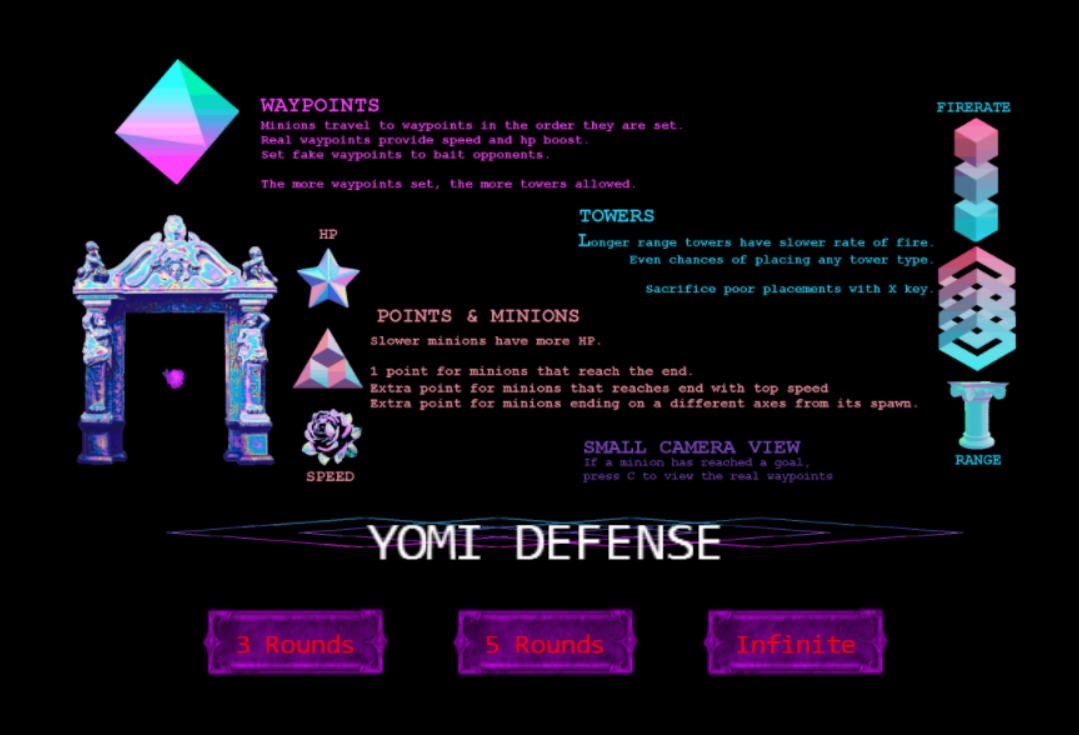 WAYPOINTS
Minions travel to waypoints in the order they are set.
Real waypoints provide speed and hp boost.
Set fake waypoints to bait opponents.
The more waypoints set, the more towers allowed.
FIRERATE
TOWERS
Longer range towers have slower rate of fire.
Even chances of placing any tower type.
Sacrifice poor placements with X key.
HP
POINTS & MINIONS
Slower minions have more HP.
1 point for minions that reach the end.
Extra point for minions that reaches end with top speed
Extra point for minions ending on a different axes from its spawn.
SPEED
SMALL CAMERA VIEW
If a minion has reached a goal,
press C to view the real waypoints
RANGE
YOMI DEFENSE
3 Rounds
5 Rounds
Infinite